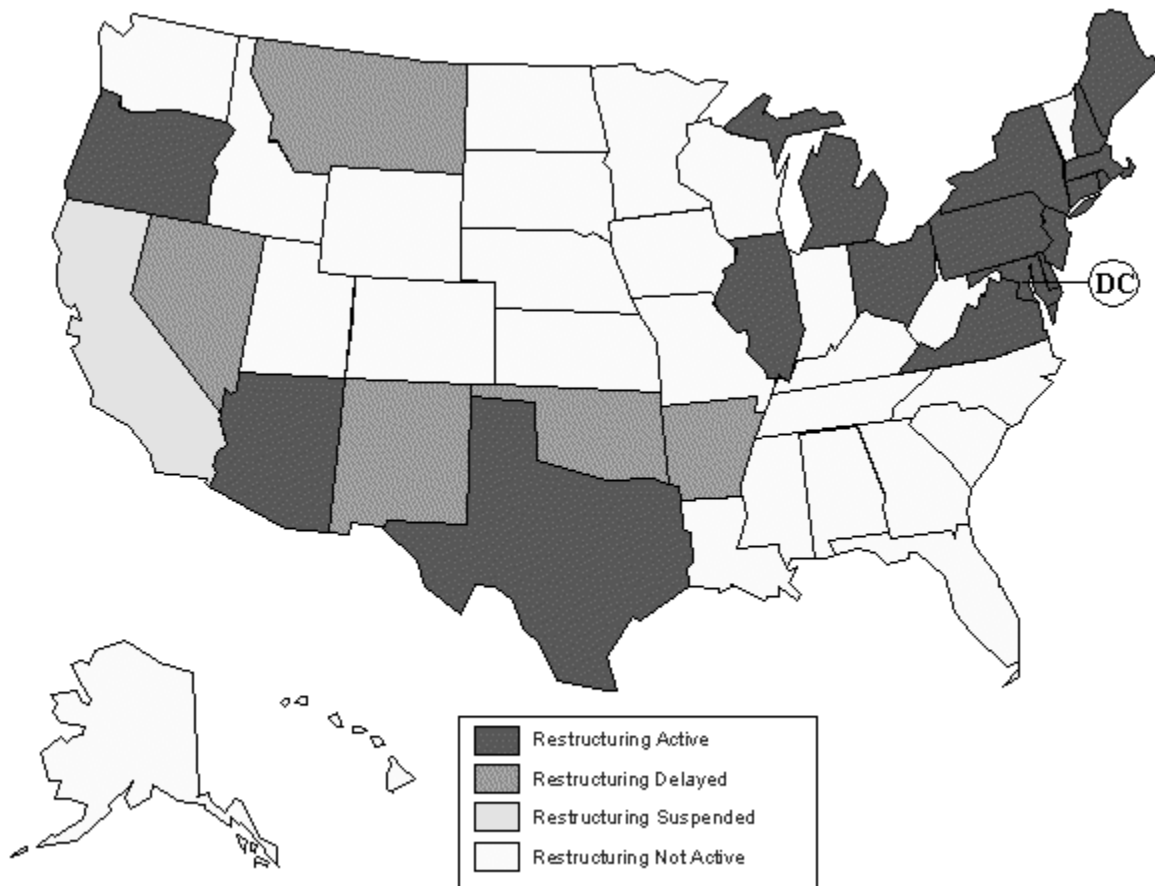 DC
Restructuring Active
Restructuring Delayed
Restructuring Suspended
Restructuring Not Active